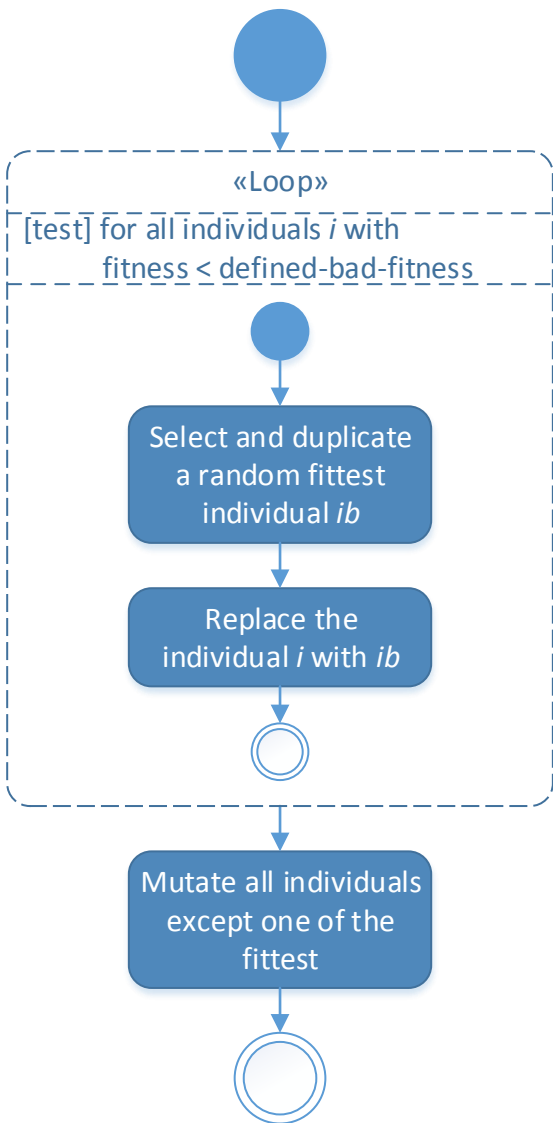 «Loop»
[test] for all individuals i with
fitness < defined-bad-fitness
Select and duplicate
a random fittest
individual ib
Replace the
individual i with ib
Mutate all individuals
except one of the
fittest